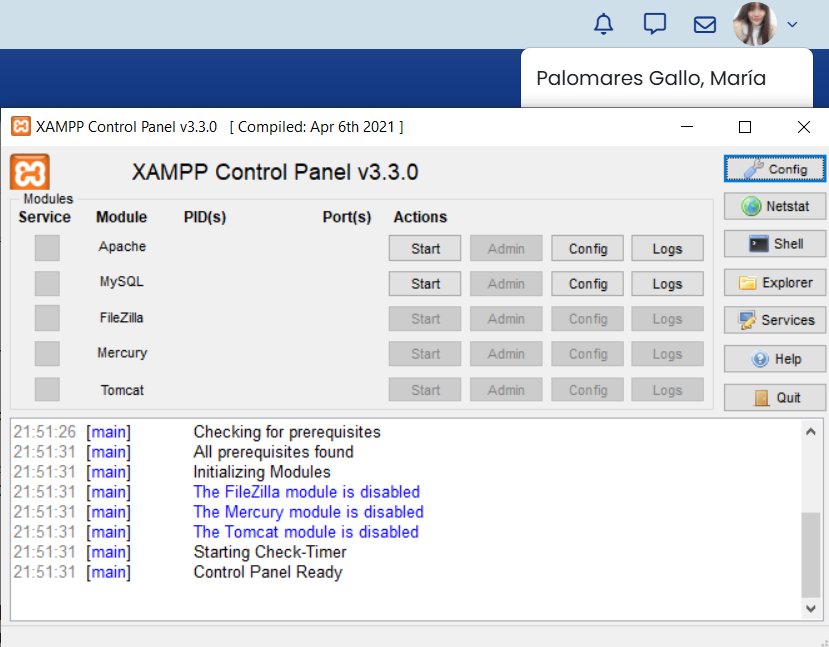 Palomares Gallo, María
XAMPP Control Panel v3.3.0 [ Compiled: Apr 6th 2021 ]
XAMPP Control Panel v3.3.0
Config
Modules
Service Module PID(s) Port(s) Actions
Netstat
Apache Start Admin Config Logs
Shell
MySQL Start Admin Config Logs
Explorer
FileZilla Start Admin Config Logs
Services
Mercury Start Admin Config Logs
Help
Tomcat Start Admin Config Logs
Quit
21:51:26 [main] Checking for prerequisites
21:51:31 [main] All prerequisites found
21:51:31 [main] Initializing Modules
21:51:31 [main] The FileZilla module is disabled
21:51:31 [main] The Mercury module is disabled
21:51:31 [main] The Tomcat module is disabled
21:51:31 [main] Starting Check-Timer
21:51:31 [main] Control Panel Ready